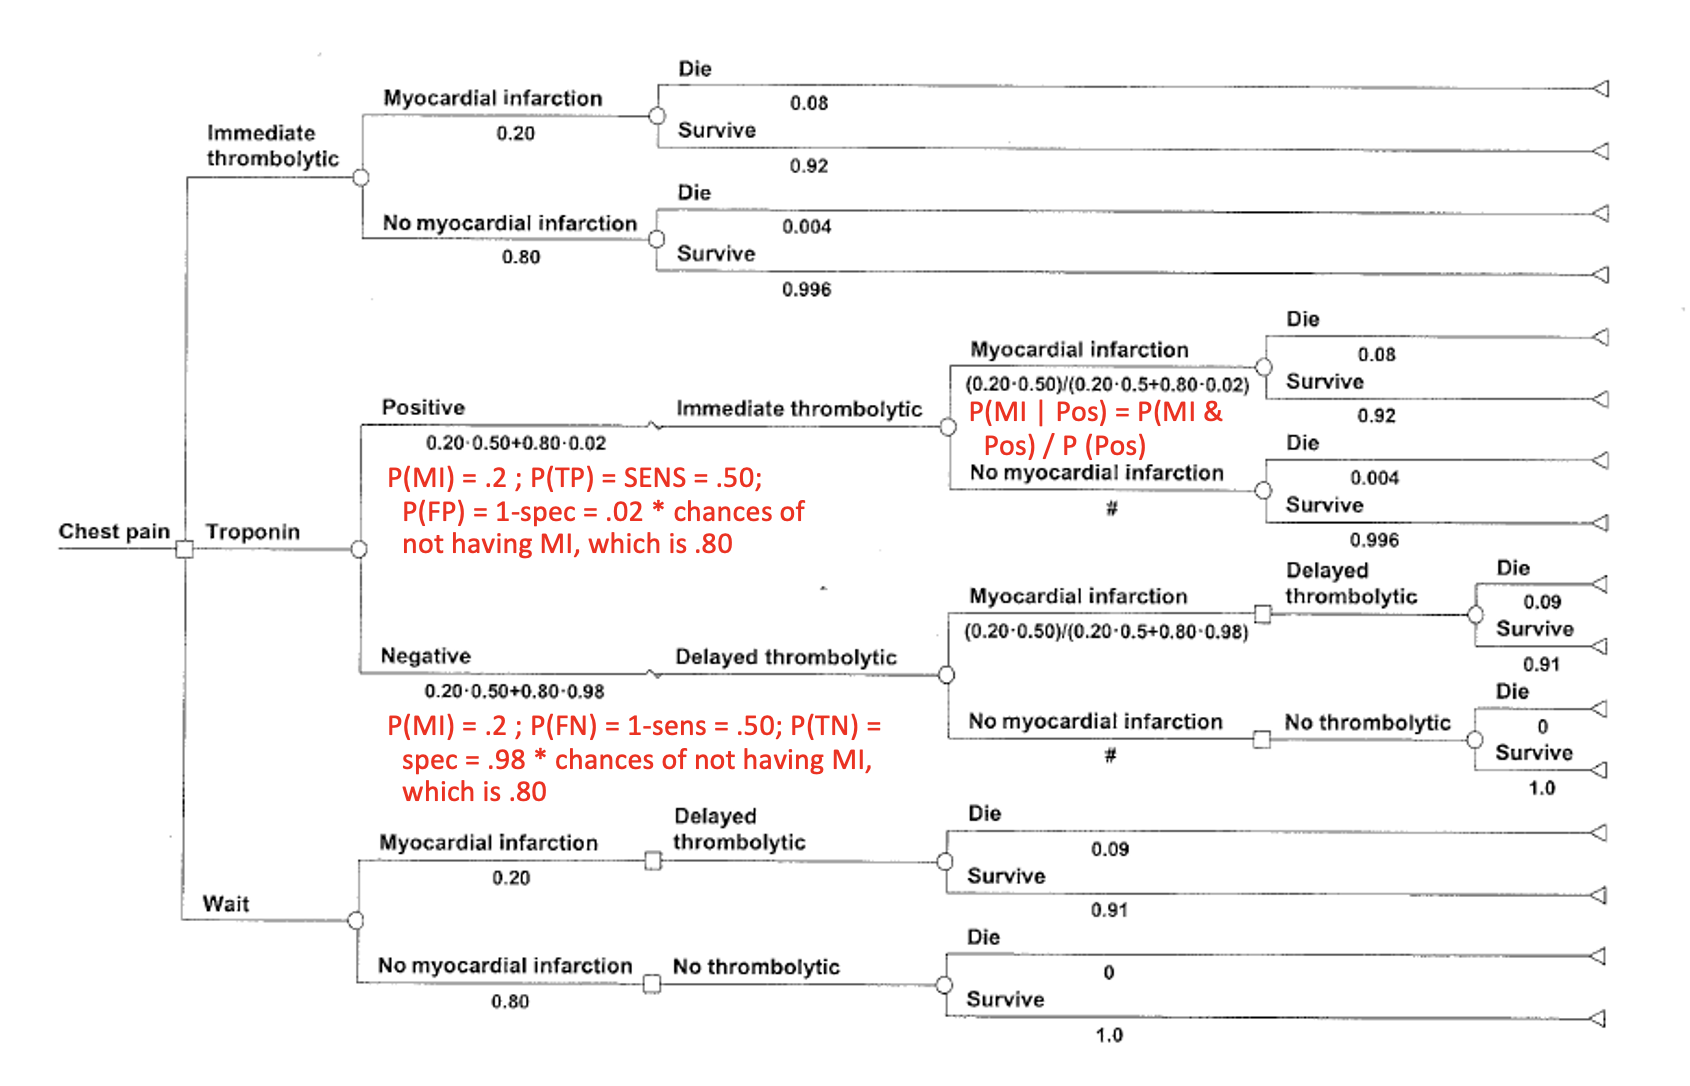 Die
0.08
Myocardial infarction
0.20
Survive
0.92
Immediate
thrombolytic
Die
0.004
No myocardial infarction
0.80
Survive
0.996
Die
0.08
Myocardial infarction
(0.20·0.50)/(0.20·0.5+0.80·0.02)
Survive
0.92
P(MI | Pos) = P(MI &
Pos) / P (Pos)
Positive
0.20·0.50+0.80·0.02
Immediate thrombolytic
Die
0.004
No myocardial infarction
#
Survive
0.996
P(MI) = .2 ; P(TP) = SENS = .50;
P(FP) = 1-spec = .02 * chances of
not having MI, which is .80
Chest pain
Troponin
Die
0.09
Delayed
thrombolytic
Myocardial infarction
(0.20·0.50)/(0.20·0.5+0.80·0.98)
Survive
0.91
Negative
0.20·0.50+0.80·0.98
Delayed thrombolytic
Die
0
No myocardial infarction
#
No thrombolytic
Survive
1.0
P(MI) = .2 ; P(FN) = 1-sens = .50; P(TN) =
spec = .98 * chances of not having MI,
which is .80
Die
0.09
Delayed
thrombolytic
Myocardial infarction
0.20
Survive
0.91
Wait
Die
0
No myocardial infarction
0.80
No thrombolytic
Survive
1.0